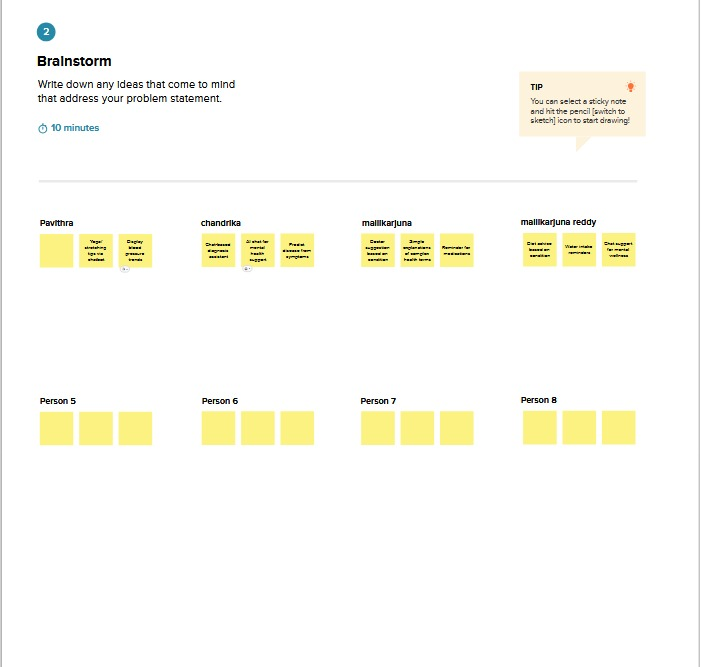 2
Brainstorm
Write down any ideas that come to mind
that address your problem statement.
10 minutes
TIP
You can select a sticky note
and hit the pencil [switch to
sketch] icon to start drawing!
Pavithra
Yoga/
stretching
tips via
chatbot
Display
blood
pressure
trends
chandrika
Chat-based
diagnosis
assistant
AI chat for
mental
health
support
Predict
disease from
symptoms
mallikarjuna
Doctor
suggestion
based on
condition
Simple
explanations
of complex
health terms
Reminder for
medications
mallikarjuna reddy
Diet advice
based on
condition
Water intake
reminders
Chat support
for mental
wellness
Person 5
Person 6
Person 7
Person 8